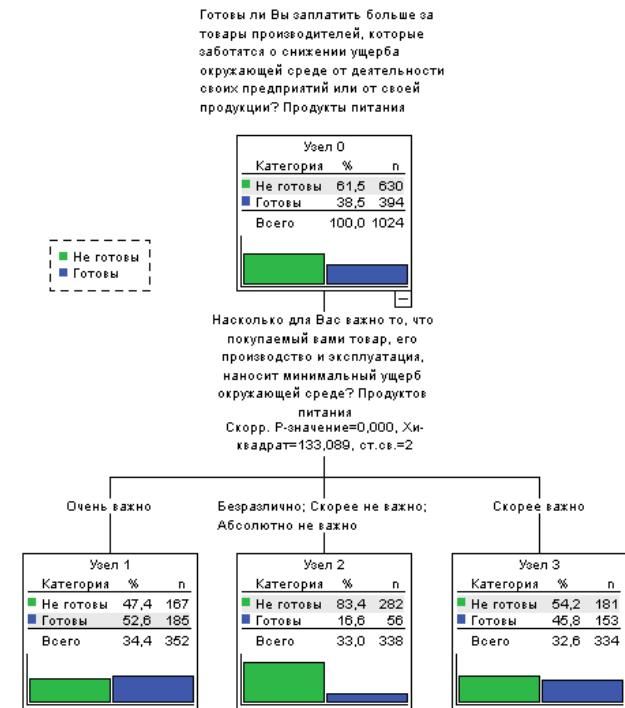 Готовы ли Вы заплатить больше за
товары производителей, которые
заботятся о снижении ущерба
окружающей среде от деятельности
своих предприятий или от своей
продукции? Продукты питания
Узел 0
Категория % n
Не готовы 61,5 630
Готовы 38,5 394
Всего 100,0 1024
Не готовы
Готовы
Насколько для Вас важно то, что
покупаемый вами товар, его
производство и эксплуатация,
наносит минимальный ущерб
окружающей среде? Продуктов
питания
Скорр. P-значение=0,000, Хи-
квадрат=133,089, ст.св.=2
Очень важно
Безразлично; Скорее не важно;
Абсолютно не важно
Скорее важно
Узел 1
Категория % n
Не готовы 47,4 167
Готовы 52,6 185
Всего 34,4 352
Узел 2
Категория % n
Не готовы 83,4 282
Готовы 16,6 56
Всего 33,0 338
Узел 3
Категория % n
Не готовы 54,2 181
Готовы 45,8 153
Всего 32,6 334